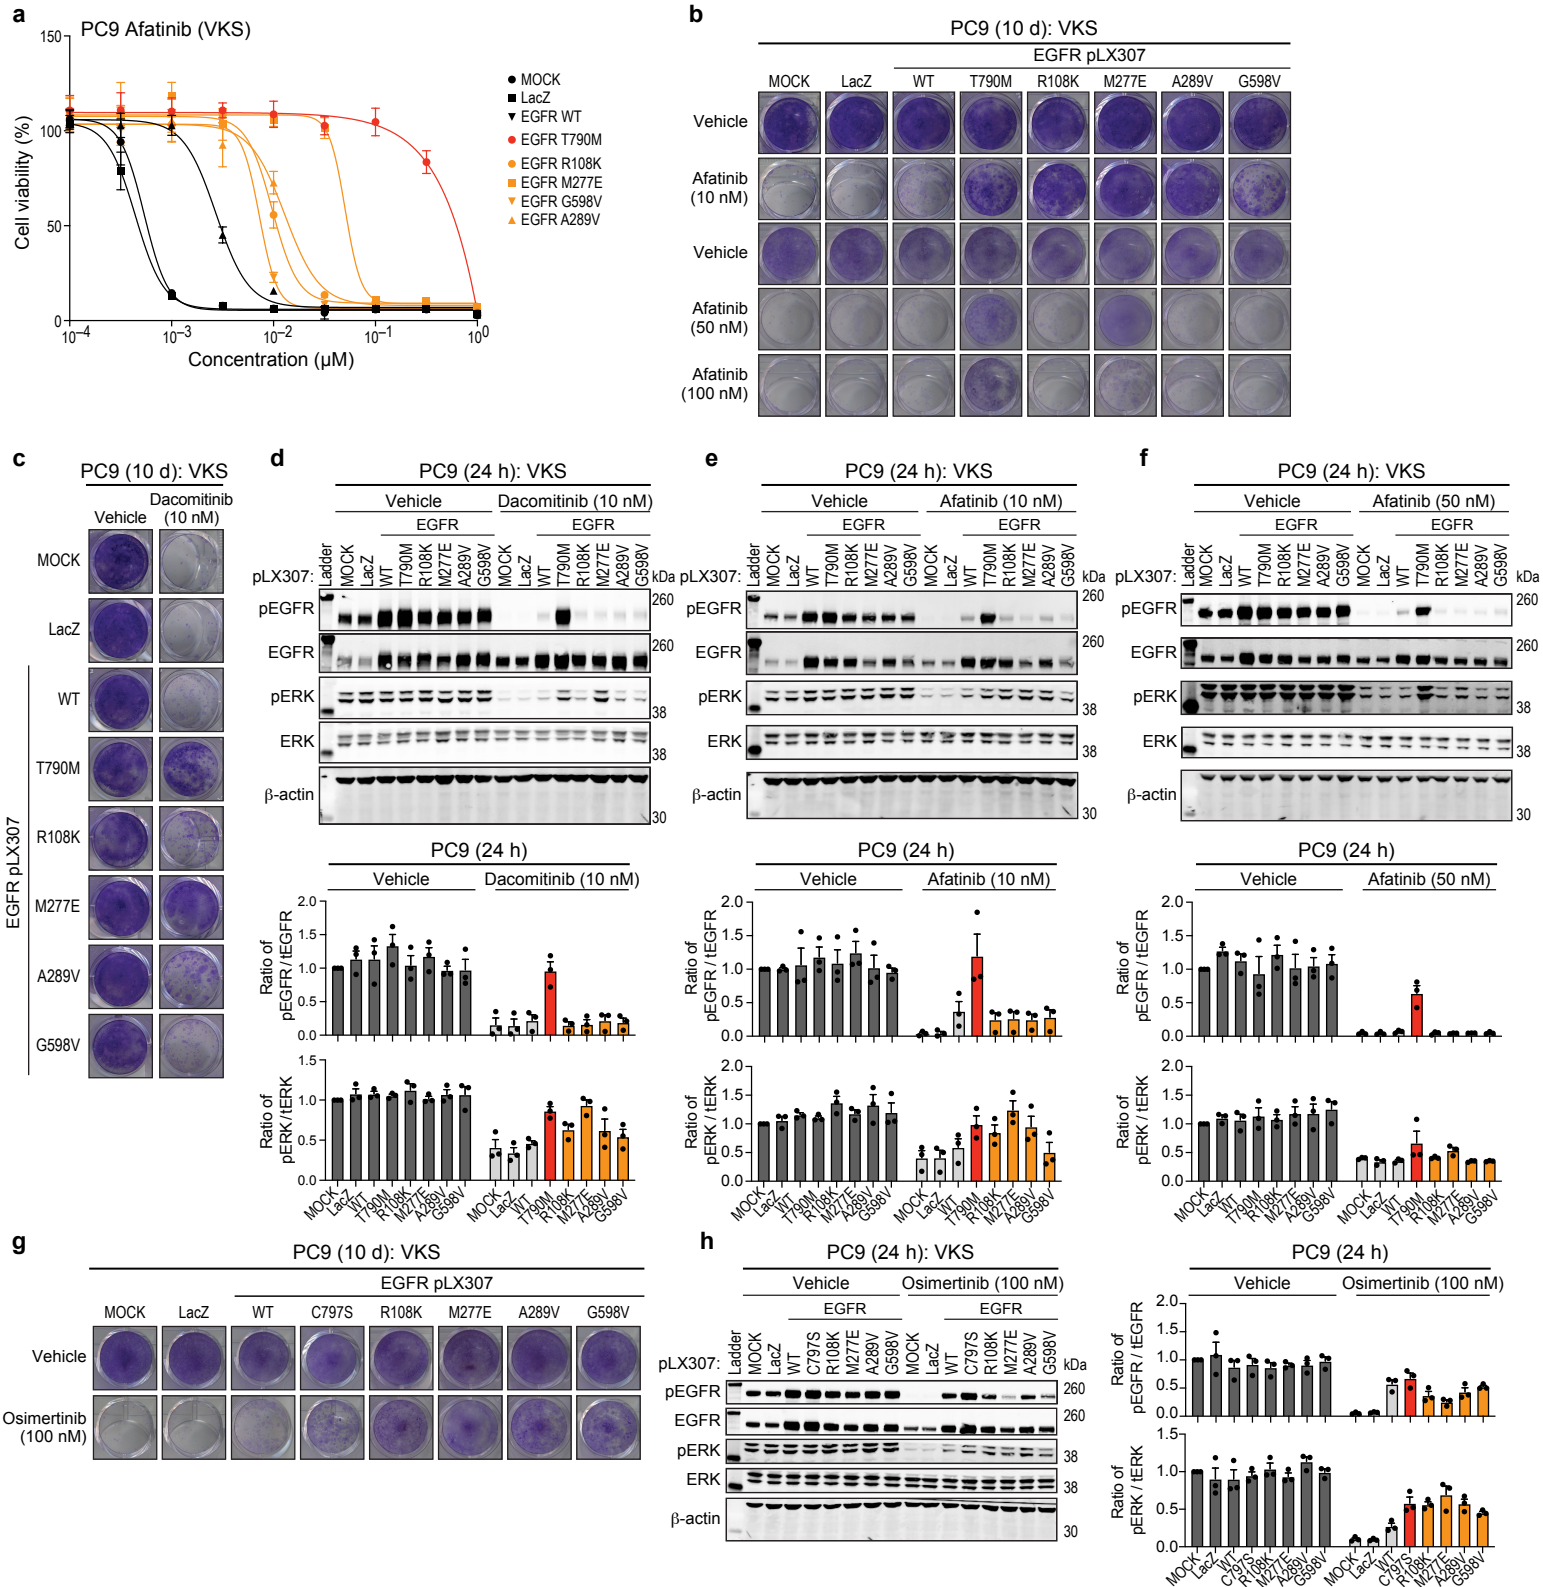 a
PC9 Afatinib (VKS)
Cell viability (%)
150
100
50
0
10⁻⁴ 10⁻³ 10⁻² 10⁻¹ 10⁰
Concentration (µM)
MOCK
LacZ
EGFR WT
EGFR T790M
EGFR R108K
EGFR M277E
EGFR G598V
EGFR A289V
b
PC9 (10 d): VKS
EGFR pLX307
MOCK LacZ WT T790M R108K M277E A289V G598V
Vehicle
Afatinib
(10 nM)
Vehicle
Afatinib
(50 nM)
Afatinib
(100 nM)
c
PC9 (10 d): VKS
Vehicle Dacomitinib
(10 nM)
MOCK
LacZ
EGFR pLX307
WT
T790M
R108K
M277E
A289V
G598V
d
PC9 (24 h): VKS
Vehicle Dacomitinib (10 nM)
EGFR EGFR
pLX307: Ladder MOCK LacZ WT T790M R108K M277E A289V G598V MOCK LacZ WT T790M R108K M277E A289V G598V kDa
pEGFR 260
EGFR 260
pERK 38
ERK 38
β-actin 30
PC9 (24 h)
Vehicle Dacomitinib (10 nM)
Ratio of
pEGFR / tEGFR
2.0
1.5
1.0
0.5
0.0
Ratio of
pERK / tERK
1.5
1.0
0.5
0.0
MOCK LacZ WT T790M R108K M277E A289V G598V MOCK LacZ WT T790M R108K M277E A289V G598V
e
PC9 (24 h): VKS
Vehicle Afatinib (10 nM)
EGFR EGFR
pLX307: Ladder MOCK LacZ WT T790M R108K M277E A289V G598V MOCK LacZ WT T790M R108K M277E A289V G598V kDa
pEGFR 260
EGFR 260
pERK 38
ERK 38
β-actin 30
PC9 (24 h)
Vehicle Afatinib (10 nM)
Ratio of
pEGFR / tEGFR
2.0
1.5
1.0
0.5
0.0
Ratio of
pERK / tERK
2.0
1.5
1.0
0.5
0.0
MOCK LacZ WT T790M R108K M277E A289V G598V MOCK LacZ WT T790M R108K M277E A289V G598V
f
PC9 (24 h): VKS
Vehicle Afatinib (50 nM)
EGFR EGFR
pLX307: Ladder MOCK LacZ WT T790M R108K M277E A289V G598V MOCK LacZ WT T790M R108K M277E A289V G598V kDa
pEGFR 260
EGFR 260
pERK 38
ERK 38
β-actin 30
PC9 (24 h)
Vehicle Afatinib (50 nM)
Ratio of
pEGFR / tEGFR
2.0
1.5
1.0
0.5
0.0
Ratio of
pERK / tERK
2.0
1.5
1.0
0.5
0.0
MOCK LacZ WT T790M R108K M277E A289V G598V MOCK LacZ WT T790M R108K M277E A289V G598V
g
PC9 (10 d): VKS
EGFR pLX307
MOCK LacZ WT C797S R108K M277E A289V G598V
Vehicle
Osimertinib
(100 nM)
h
PC9 (24 h): VKS
Vehicle Osimertinib (100 nM)
EGFR EGFR
pLX307: Ladder MOCK LacZ WT C797S R108K M277E A289V G598V MOCK LacZ WT C797S R108K M277E A289V G598V kDa
pEGFR 260
EGFR 260
pERK 38
ERK 38
β-actin 30
PC9 (24 h)
Vehicle Osimertinib (100 nM)
Ratio of
pEGFR / tEGFR
2.0
1.5
1.0
0.5
0.0
Ratio of
pERK / tERK
1.5
1.0
0.5
0.0
MOCK LacZ WT C797S R108K M277E A289V G598V MOCK LacZ WT C797S R108K M277E A289V G598V